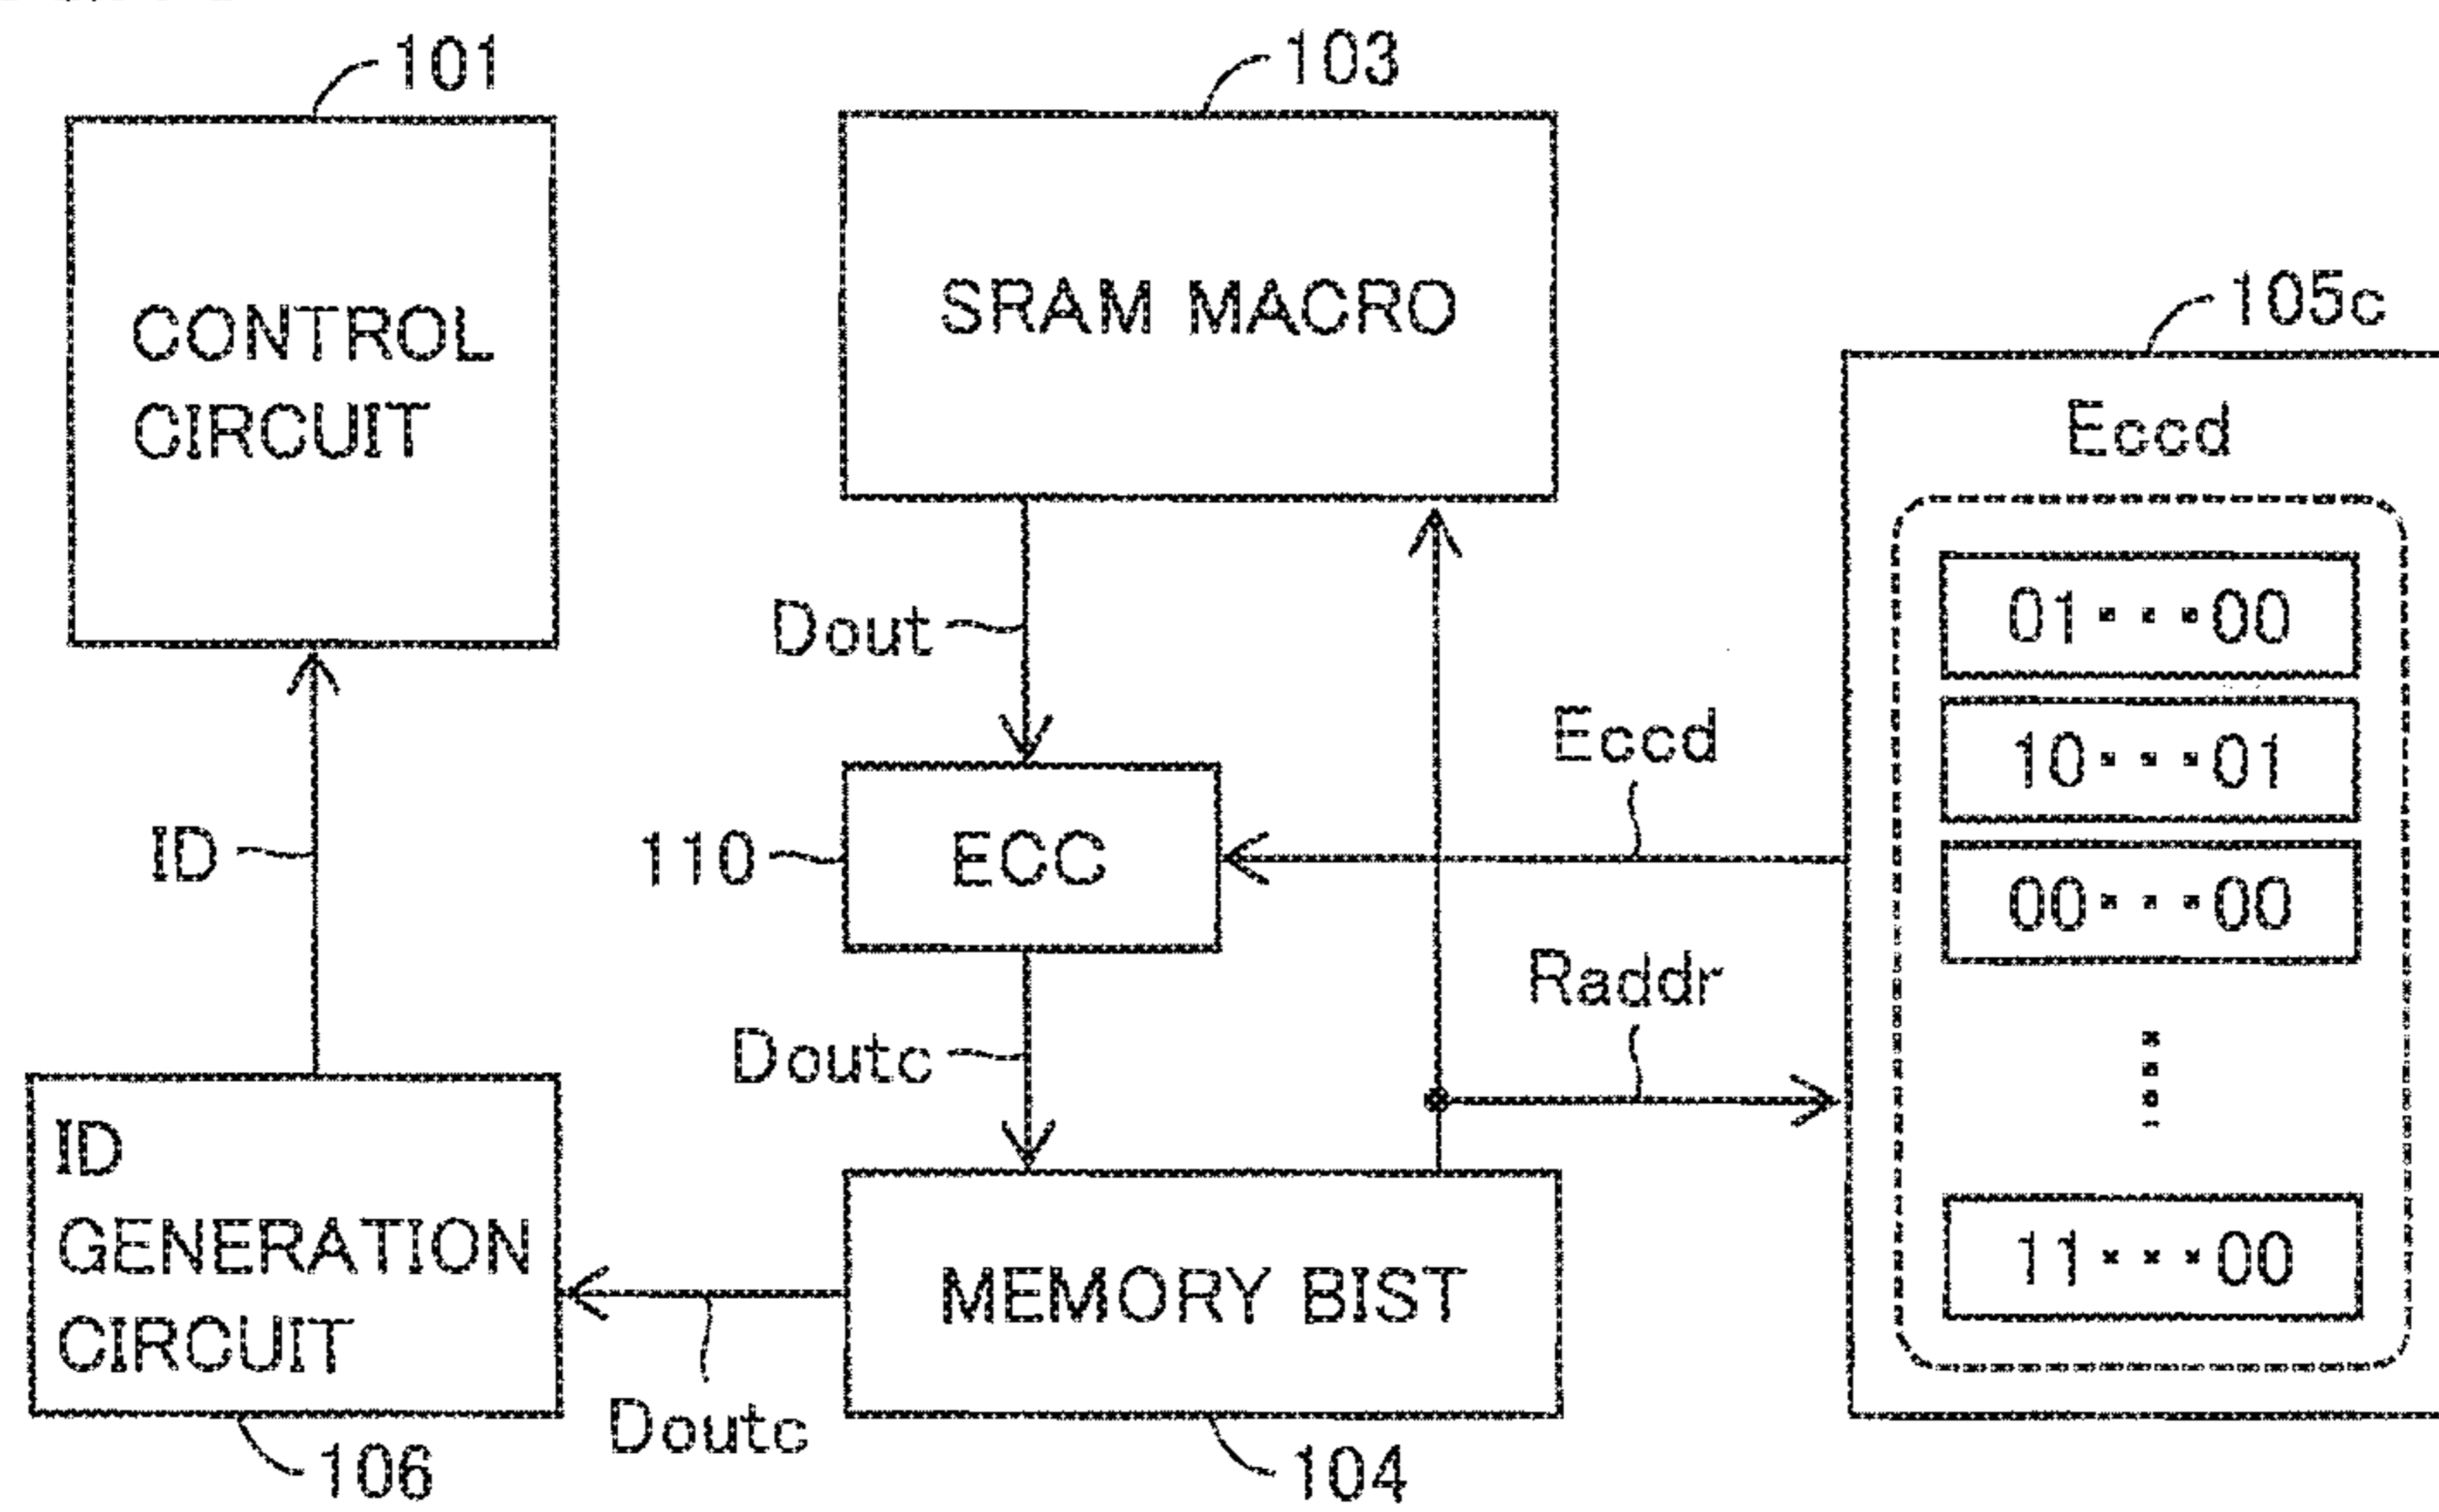 101
103
105c
CONTROL
CIRCUIT
SRAM MACRO
Eccd
01・・・00
10・・・01
00・・・00
11・・・00
Dout
Eccd
ID
110
ECC
Raddr
Doutc
ID
GENERATION
CIRCUIT
MEMORY BIST
Doutc
106
104